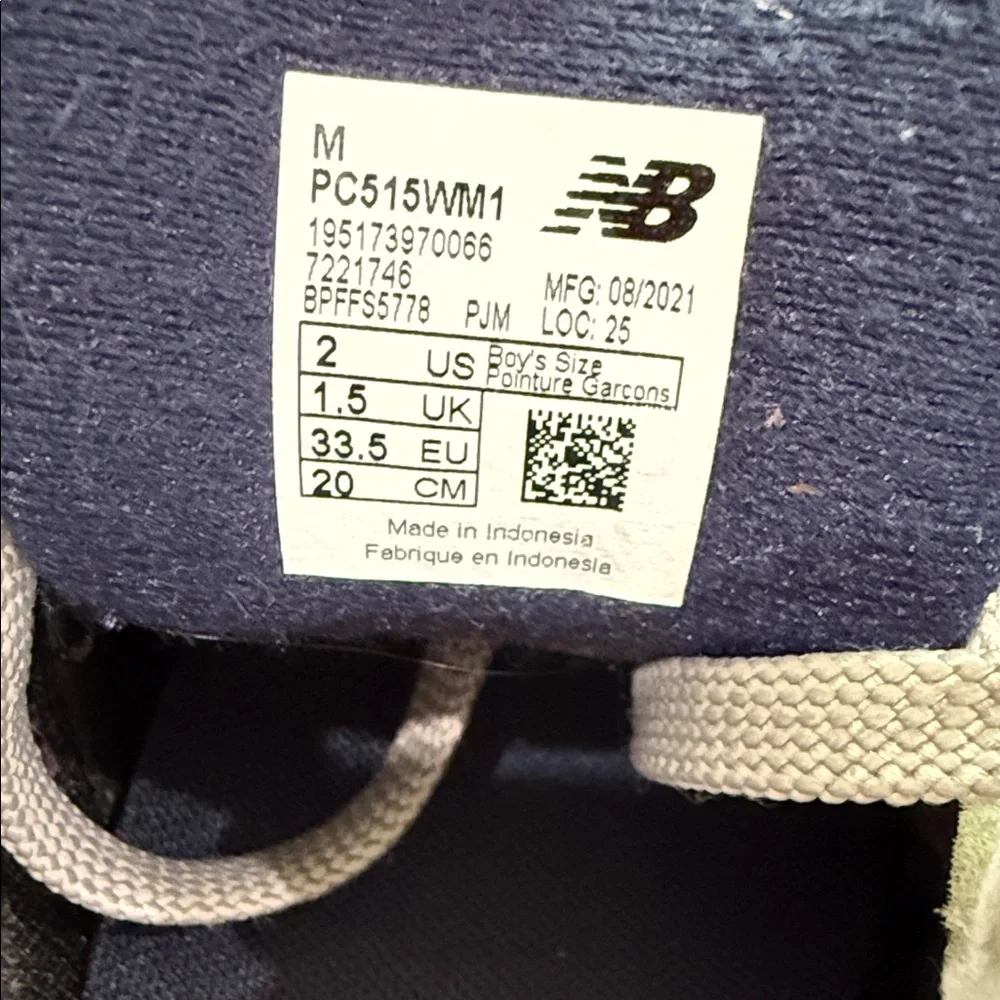 M
PC515WM1
NB
195173970066
7221746
MFG: 08/2021
BPFFS5778 PJM LOC: 25
2 US Boy's Size
Pointure Garcons
1.5 UK
33.5 EU
20 CM
Made in Indonesia
Fabrique en Indonesia